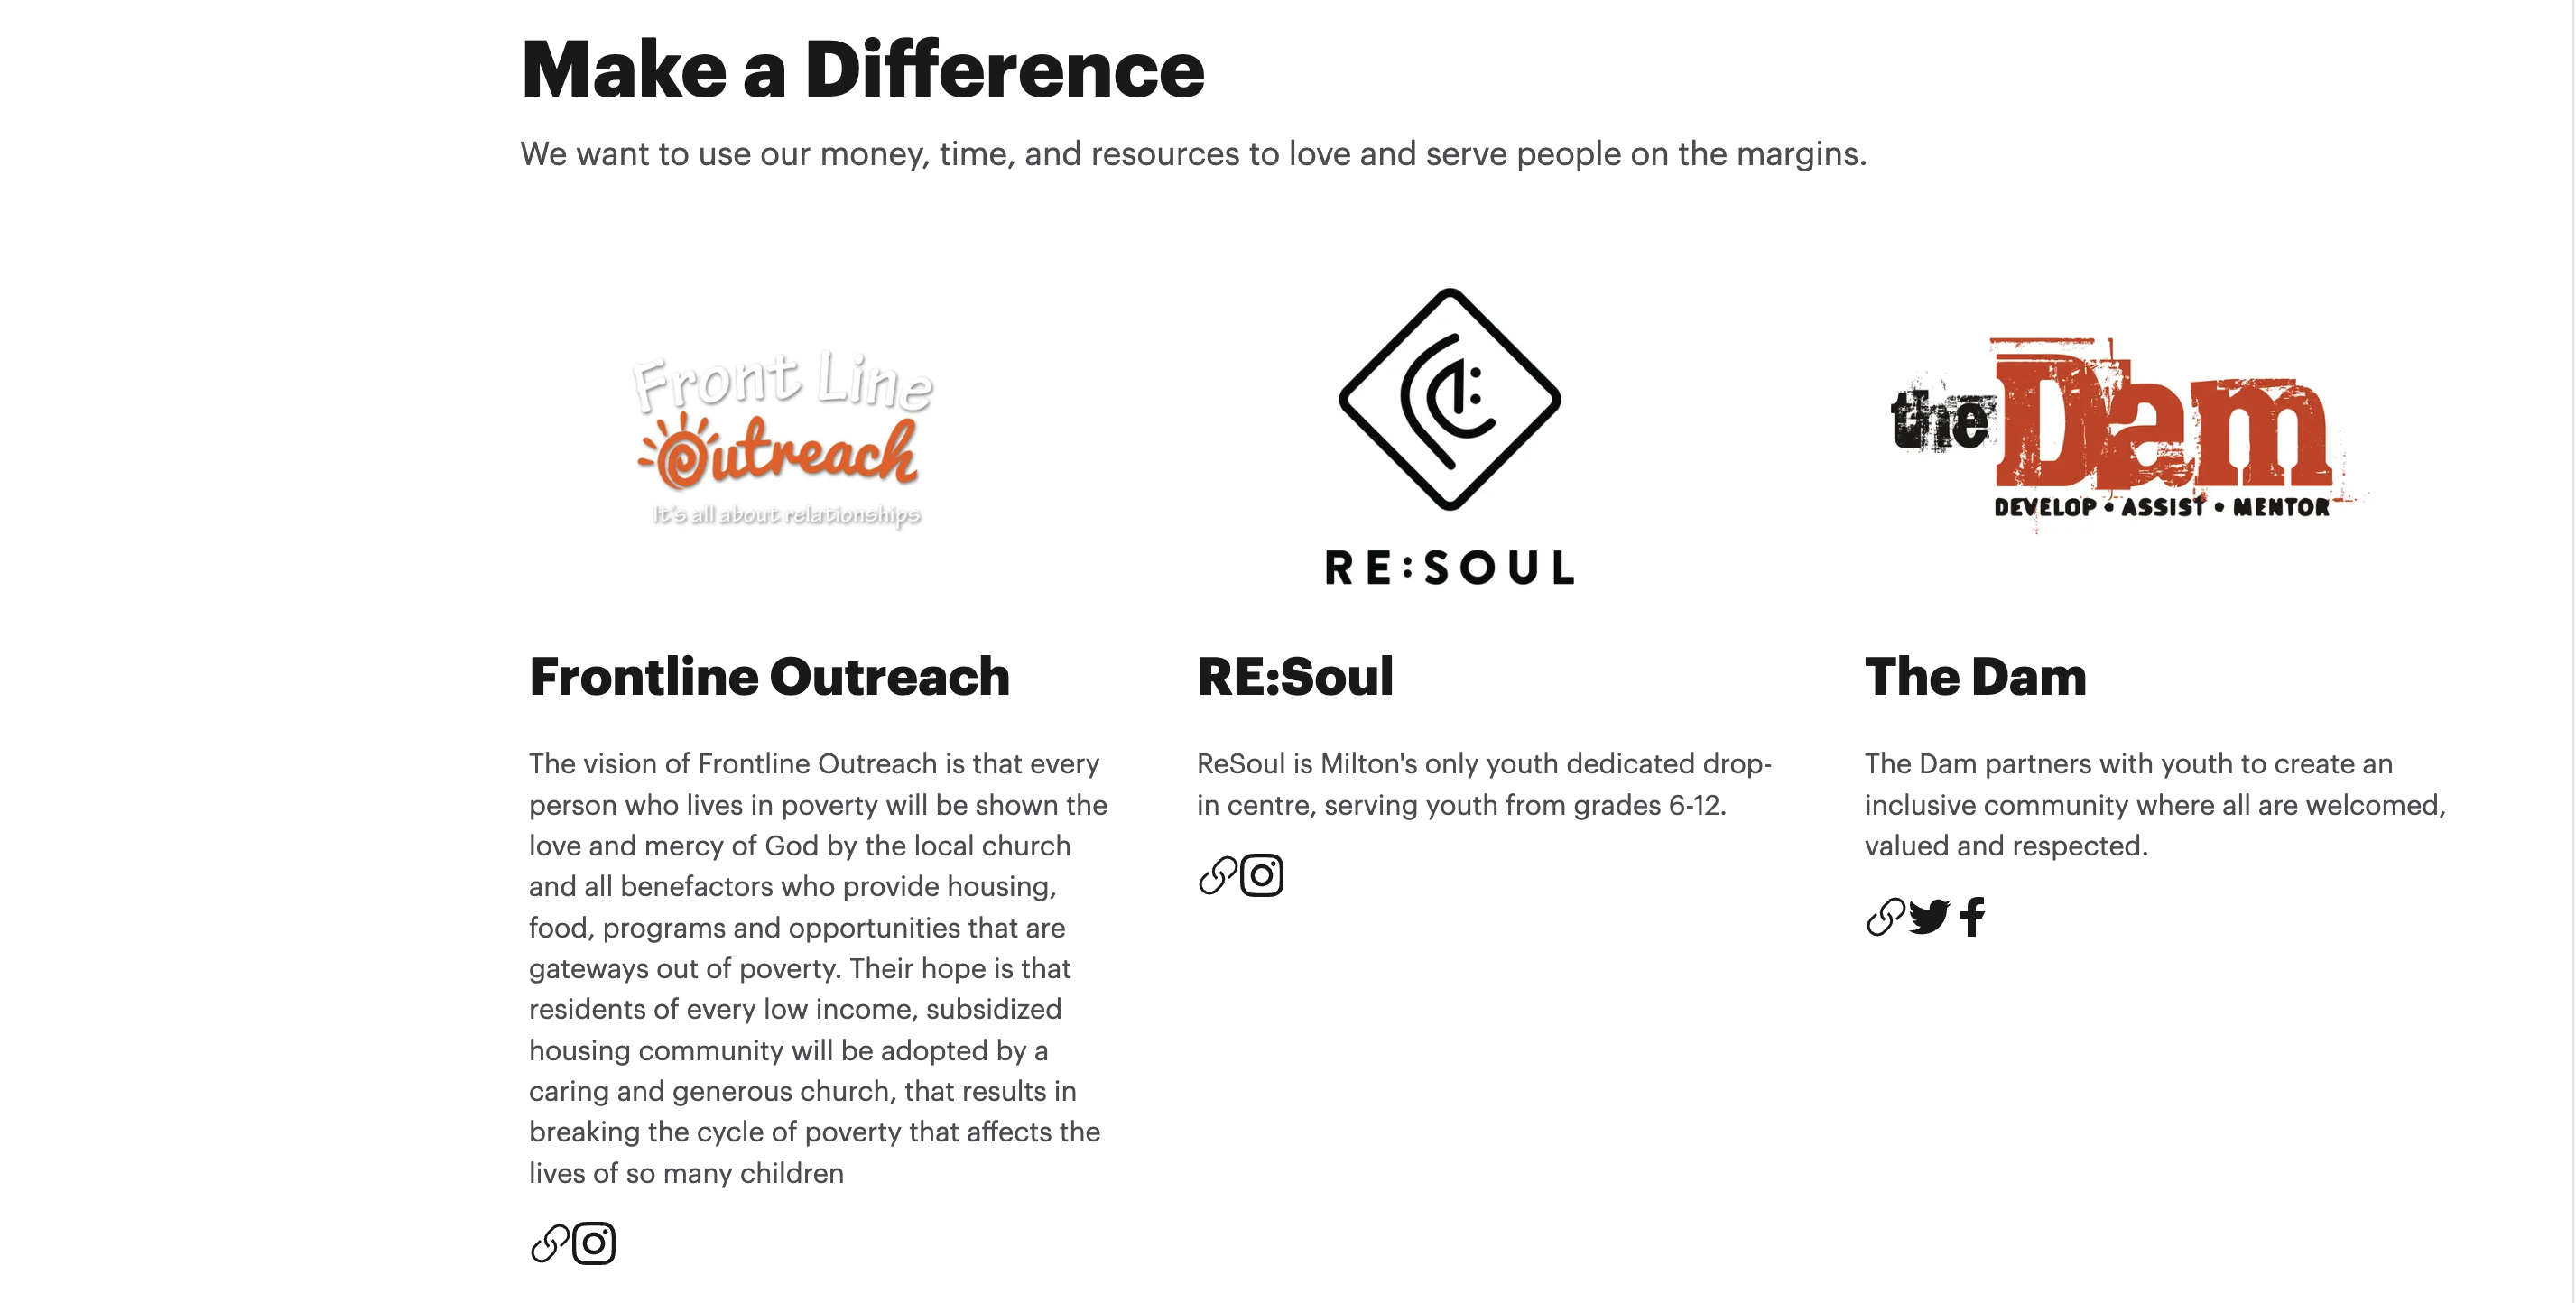 Make a Difference
We want to use our money, time, and resources to love and serve people on the margins.
Front Line
Outreach
It's all about relationships
RE:SOUL
the Dam
DEVELOP • ASSIST • MENTOR
Frontline Outreach
The vision of Frontline Outreach is that every
person who lives in poverty will be shown the
love and mercy of God by the local church
and all benefactors who provide housing,
food, programs and opportunities that are
gateways out of poverty. Their hope is that
residents of every low income, subsidized
housing community will be adopted by a
caring and generous church, that results in
breaking the cycle of poverty that affects the
lives of so many children
RE:Soul
ReSoul is Milton's only youth dedicated drop-
in centre, serving youth from grades 6-12.
The Dam
The Dam partners with youth to create an
inclusive community where all are welcomed,
valued and respected.